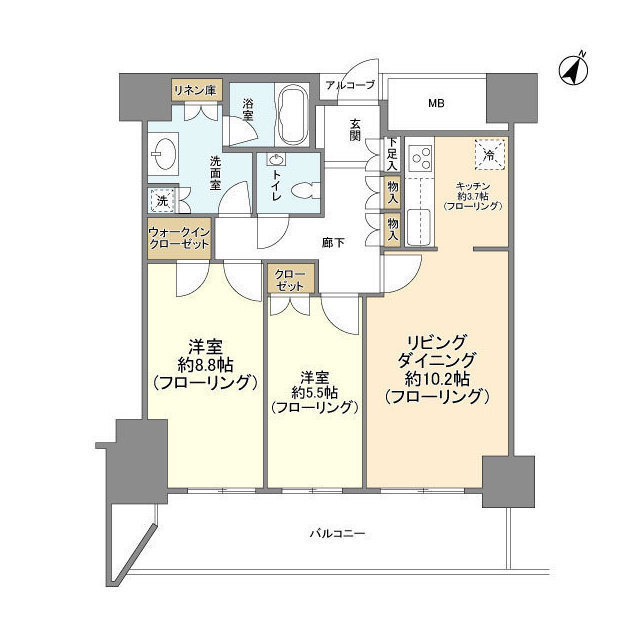 N
リネン庫
浴室
アルコーブ
MB
玄関
下足入
冷
洗面室
トイレ
物入
キッチン
約3.7帖
(フローリング)
洗
物入
ウォークイン
クローゼット
廊下
クロー
ゼット
洋室
約8.8帖
(フローリング)
洋室
約5.5帖
(フローリング)
リビング
ダイニング
約10.2帖
(フローリング)
バルコニー